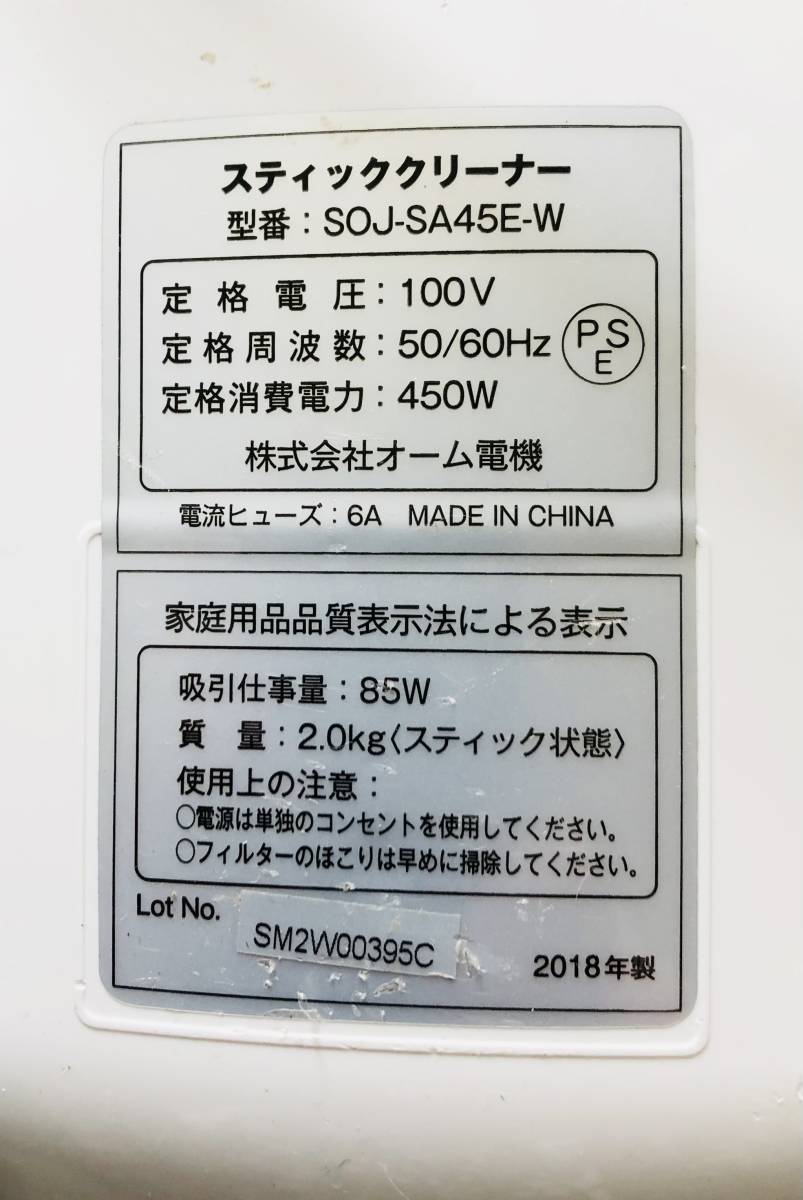 スティッククリーナー
型番：SOJ-SA45E-W
定格電圧：100V
定格周波数：50/60Hz
PSE
定格消費電力：450W
株式会社オーム電機
電流ヒューズ：6A MADE IN CHINA
家庭用品品質表示法による表示
吸引仕事量：85W
質量：2.0kg〈スティック状態〉
使用上の注意：
○電源は単独のコンセントを使用してください。
○フィルターのほこりは早めに掃除してください。
Lot No. SM2W00395C
2018年製